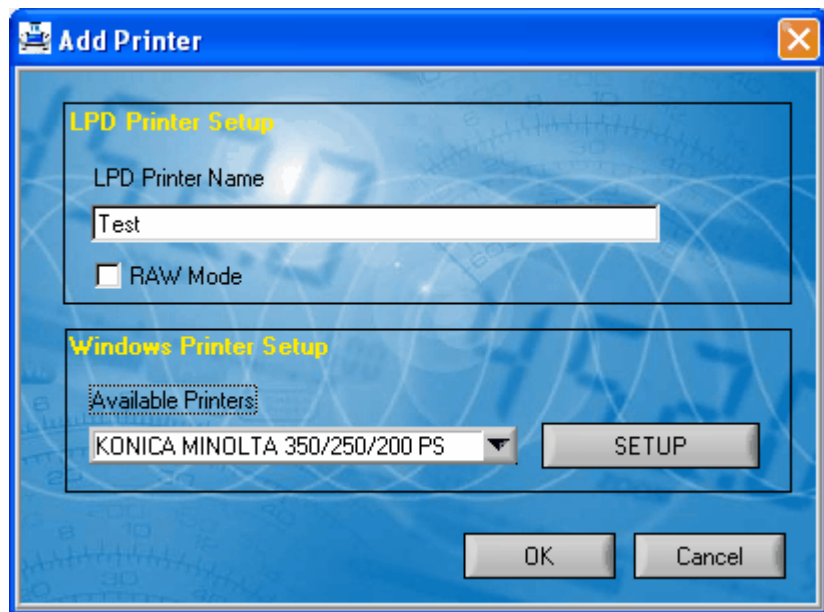 Add Printer
LPD Printer Setup
LPD Printer Name
Test
RAW Mode
Windows Printer Setup
Available Printers
KONICA MINOLTA 350/250/200 PS
SETUP
OK
Cancel